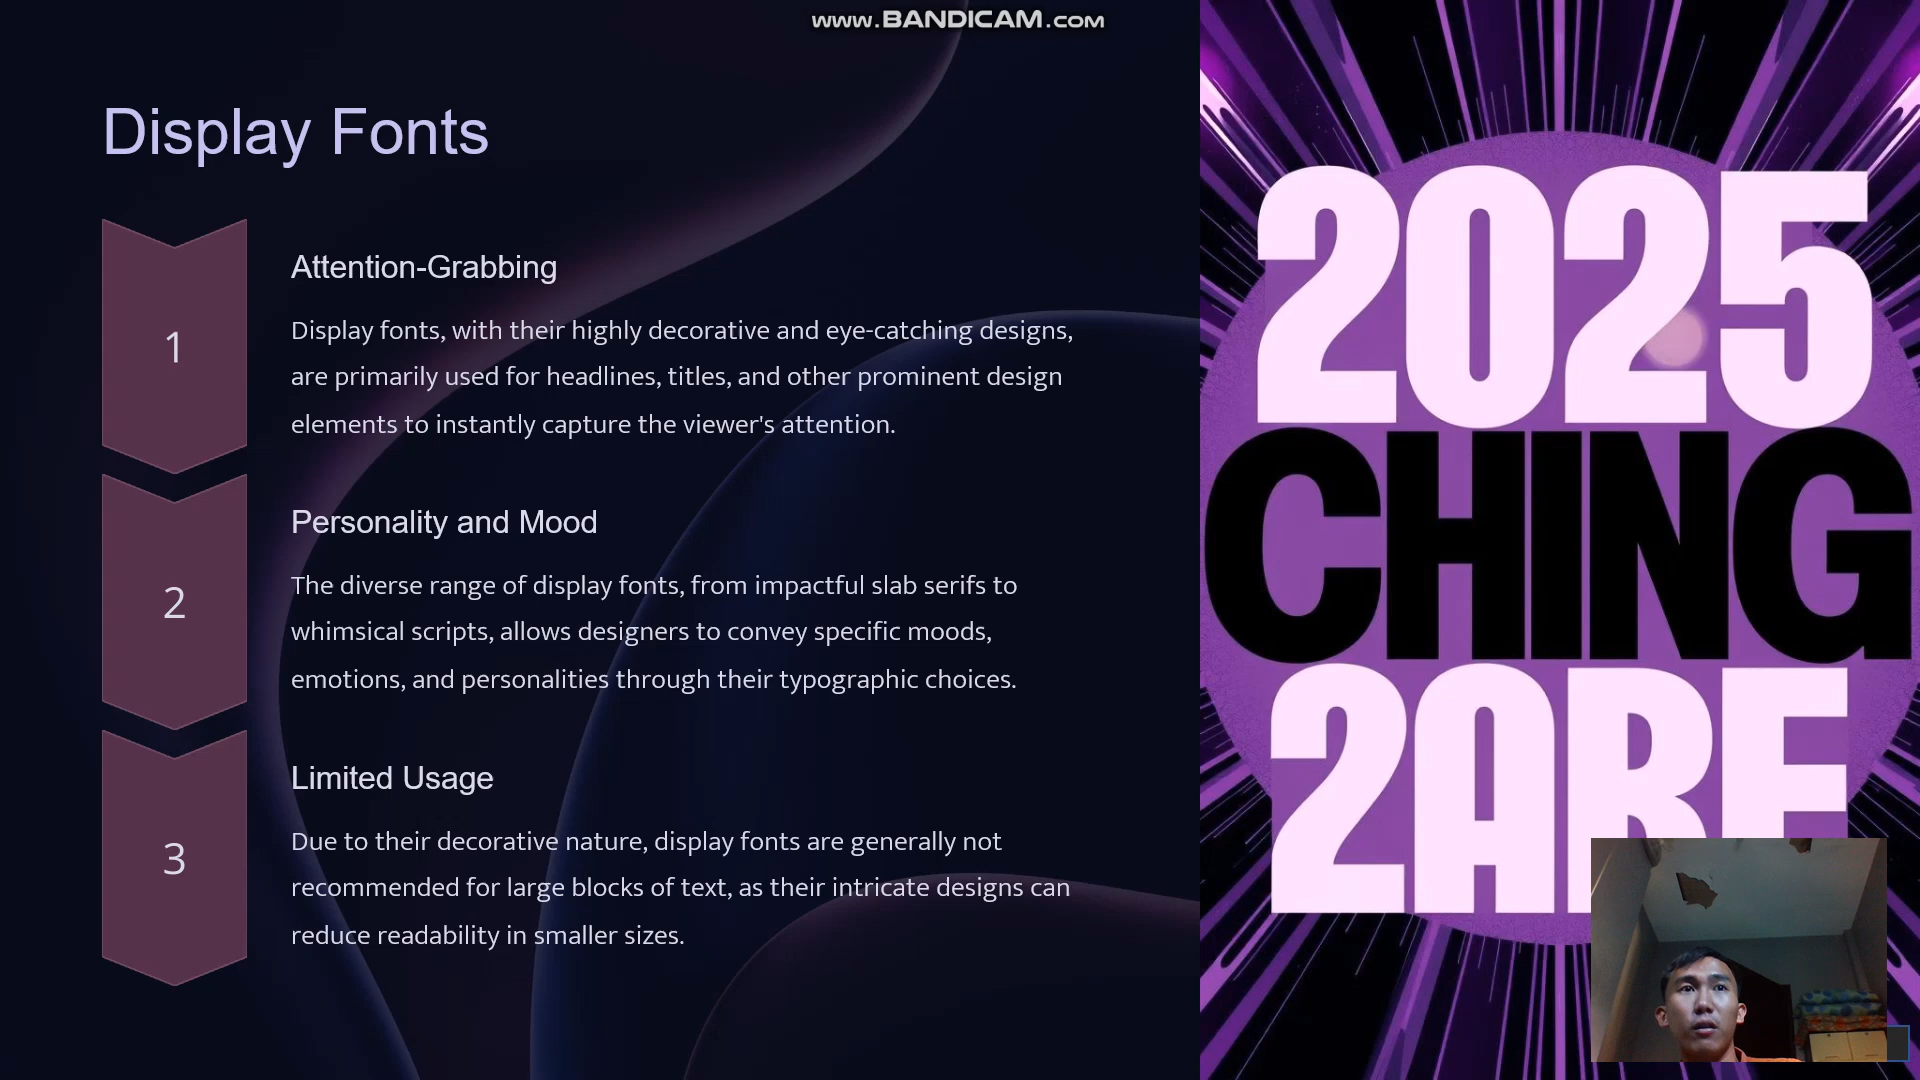 www.BANDICAM.com
Display Fonts
1
Attention-Grabbing
Display fonts, with their highly decorative and eye-catching designs,
are primarily used for headlines, titles, and other prominent design
elements to instantly capture the viewer's attention.
2
Personality and Mood
The diverse range of display fonts, from impactful slab serifs to
whimsical scripts, allows designers to convey specific moods,
emotions, and personalities through their typographic choices.
3
Limited Usage
Due to their decorative nature, display fonts are generally not
recommended for large blocks of text, as their intricate designs can
reduce readability in smaller sizes.
2025
CHING